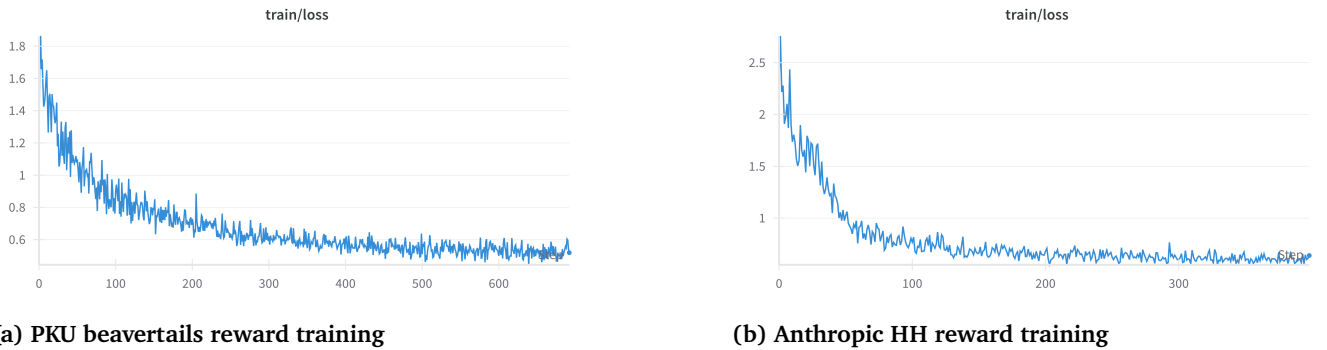 train/loss
1.8
1.6
1.4
1.2
1
0.8
0.6
0 100 200 300 400 500 600
Step
(a) PKU beavertails reward training
train/loss
2.5
2
1.5
1
0 100 200 300
Step
(b) Anthropic HH reward training